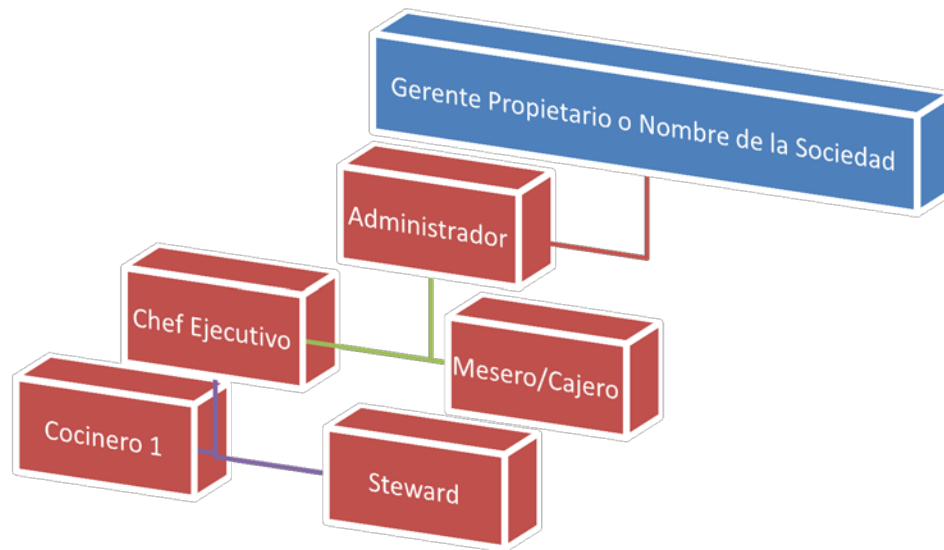 Gerente Propietario o Nombre de la Sociedad
Administrador
Chef Ejecutivo
Mesero/Cajero
Cocinero 1
Steward